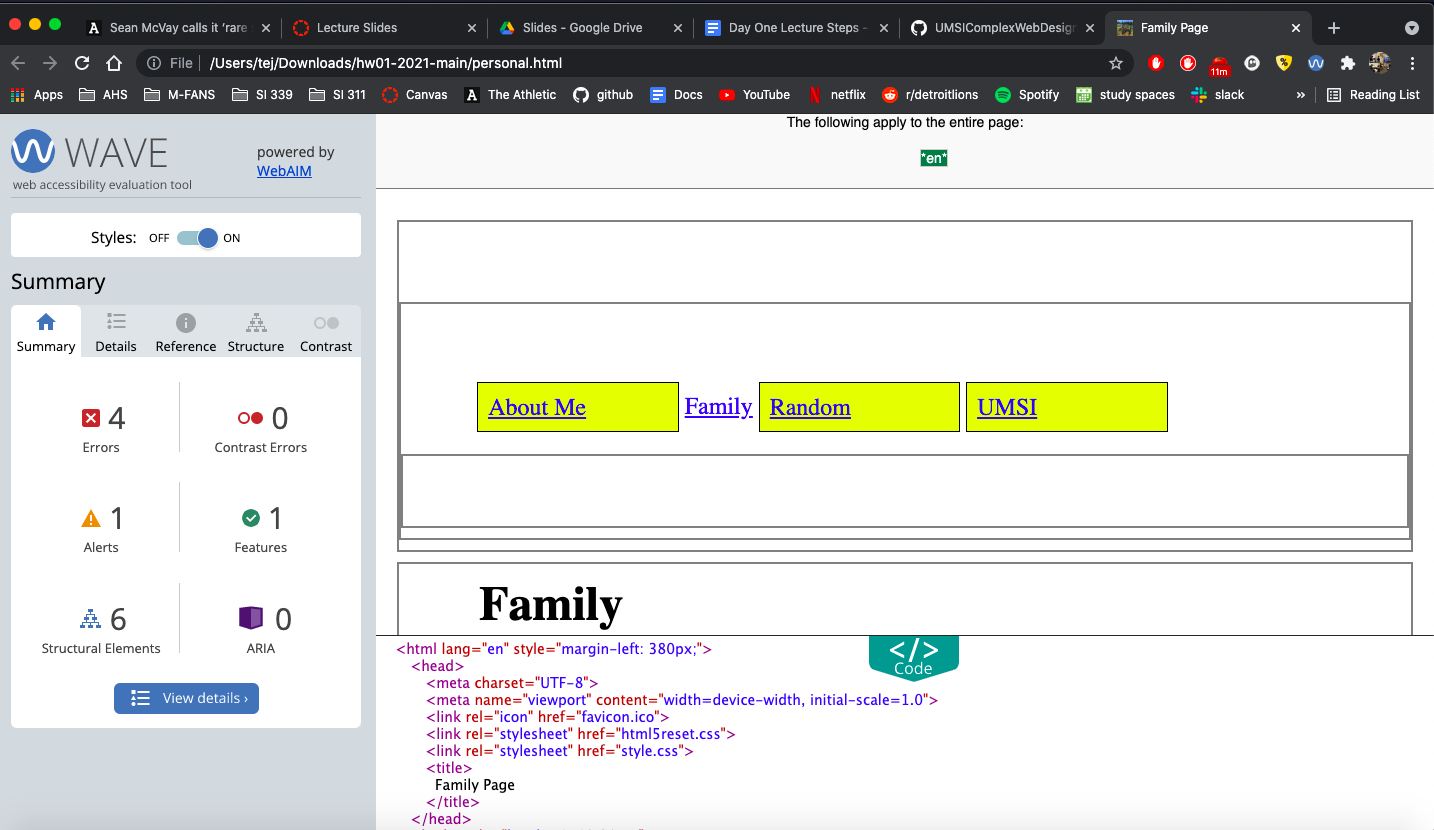 Sean McVay calls it ‘rare
Lecture Slides
Slides - Google Drive
Day One Lecture Steps -
UMSIComplexWebDesign
Family Page
File
/Users/tej/Downloads/hw01-2021-main/personal.html
11m
Apps
AHS
M-FANS
SI 339
SI 311
Canvas
A The Athletic
github
Docs
YouTube
netflix
r/detroitlions
Spotify
study spaces
slack
»
Reading List
WAVE
web accessibility evaluation tool
powered by
WebAIM
Styles: OFF ON
Summary
Summary
Details
Reference
Structure
Contrast
4
Errors
0
Contrast Errors
1
Alerts
1
Features
6
Structural Elements
0
ARIA
View details ›
The following apply to the entire page:
*en*
About Me
Family
Random
UMSI
Family
</>
Code
<html lang="en" style="margin-left: 380px;">
<head>
<meta charset="UTF-8">
<meta name="viewport" content="width=device-width, initial-scale=1.0">
<link rel="icon" href="favicon.ico">
<link rel="stylesheet" href="html5reset.css">
<link rel="stylesheet" href="style.css">
<title>
Family Page
</title>
</head>